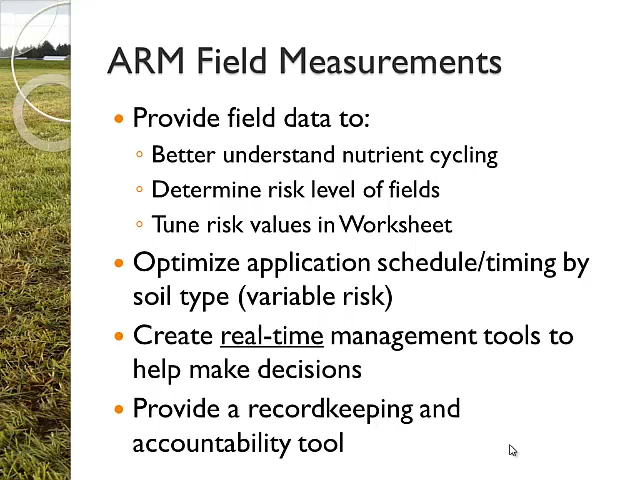 ARM Field Measurements
• Provide field data to:
◦ Better understand nutrient cycling
◦ Determine risk level of fields
◦ Tune risk values in Worksheet
• Optimize application schedule/timing by
soil type (variable risk)
• Create real-time management tools to
help make decisions
• Provide a recordkeeping and
accountability tool